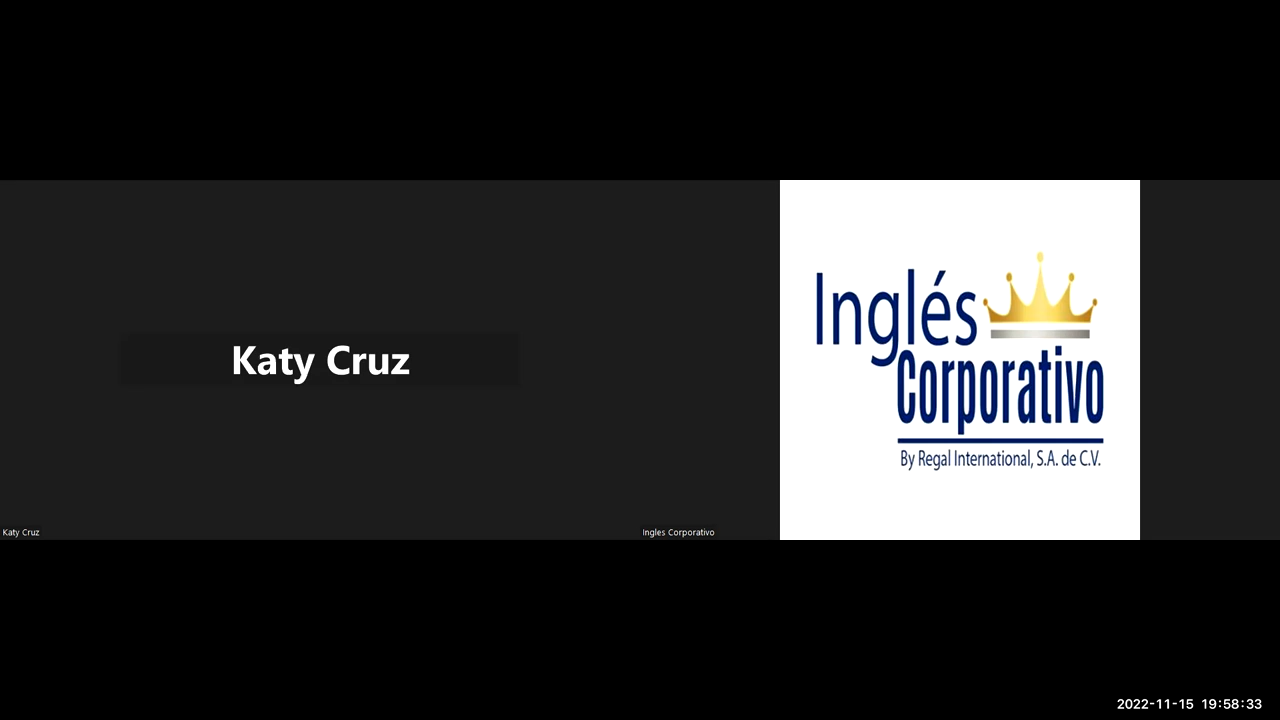 Katy Cruz
Inglés
Corporativo
By Regal International, S.A. de C.V.
Katy Cruz
Ingles Corporativo
2022-11-15 19:58:33